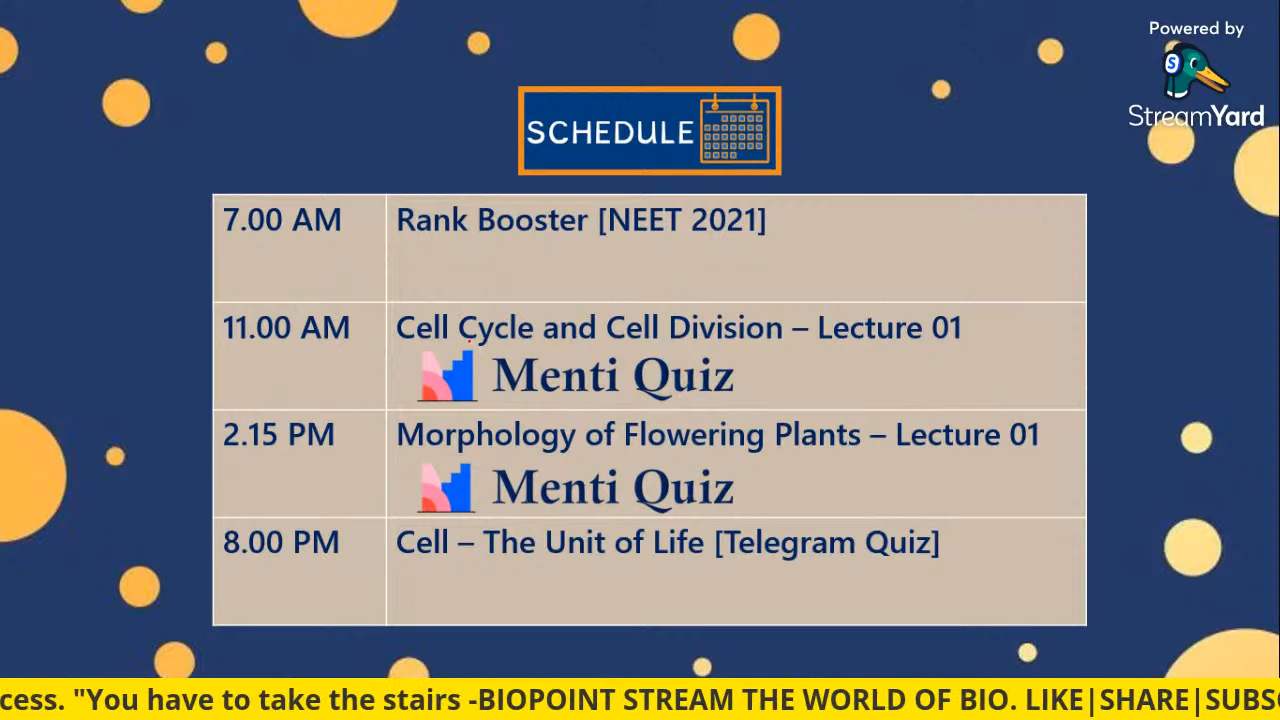 Powered by
S
StreamYard
SCHEDULE
7.00 AM
Rank Booster [NEET 2021]
11.00 AM
Cell Cycle and Cell Division – Lecture 01
Menti Quiz
2.15 PM
Morphology of Flowering Plants – Lecture 01
Menti Quiz
8.00 PM
Cell – The Unit of Life [Telegram Quiz]
cess. "You have to take the stairs -BIOPOINT STREAM THE WORLD OF BIO. LIKE|SHARE|SUBS